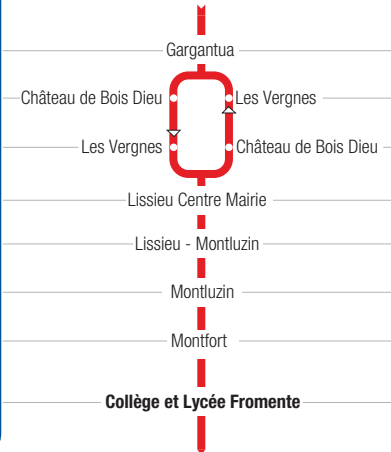 Gargantua
Château de Bois Dieu Les Vergnes
Les Vergnes Château de Bois Dieu
Lissieu Centre Mairie
Lissieu - Montluzin
Montluzin
Montfort
Collège et Lycée Fromente